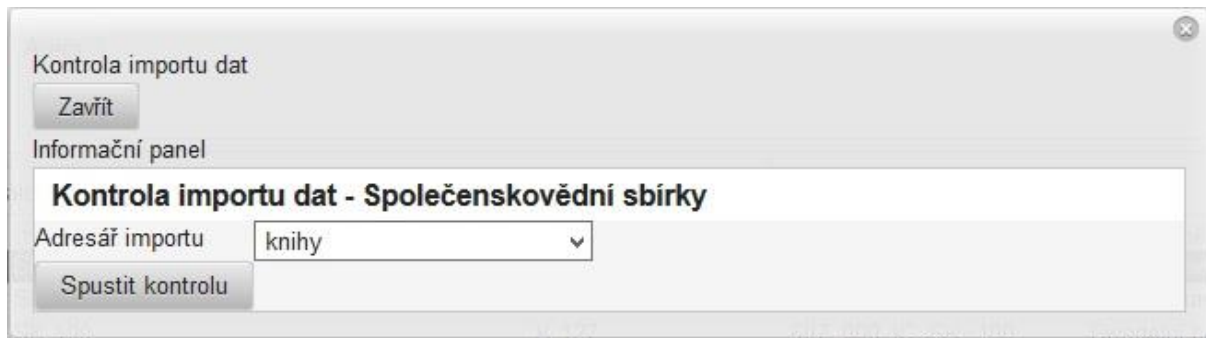 Kontrola importu dat
Zavřít
Informační panel
Kontrola importu dat - Společenskovědní sbírky
Adresář importu knihy
Spustit kontrolu